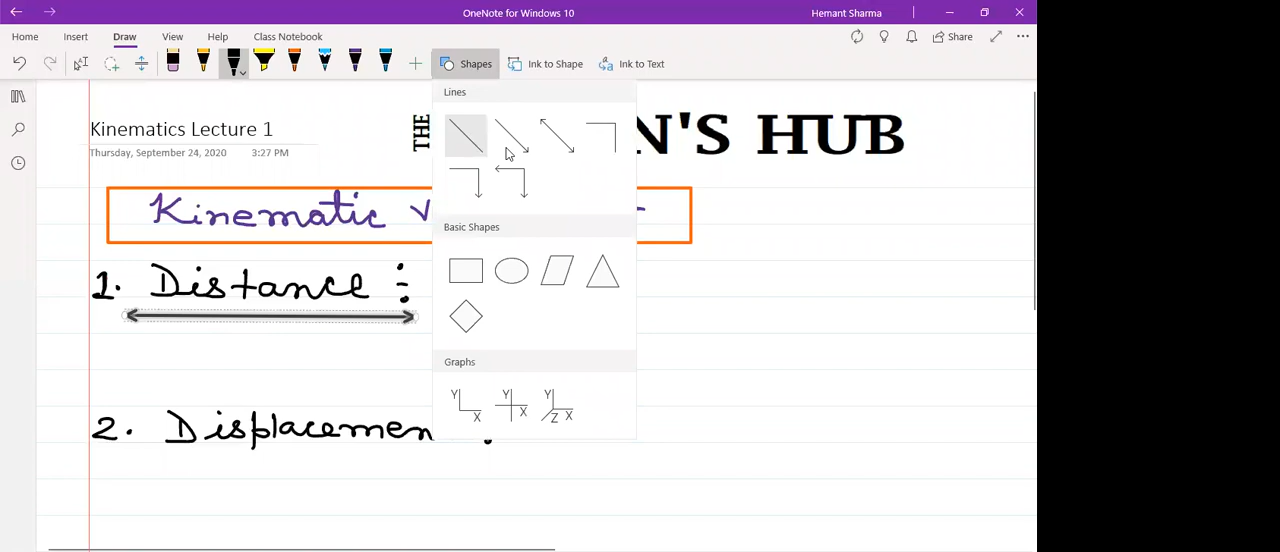 OneNote for Windows 10
Hemant Sharma
Home Insert Draw View Help Class Notebook
Share
Shapes Ink to Shape Ink to Text
Lines
Kinematics Lecture 1
Thursday, September 24, 2020 3:27 PM
THE N'S HUB
Kinematic
Basic Shapes
1. Distance :-
Graphs
Y X Y X Y Z X
2. Displacemen